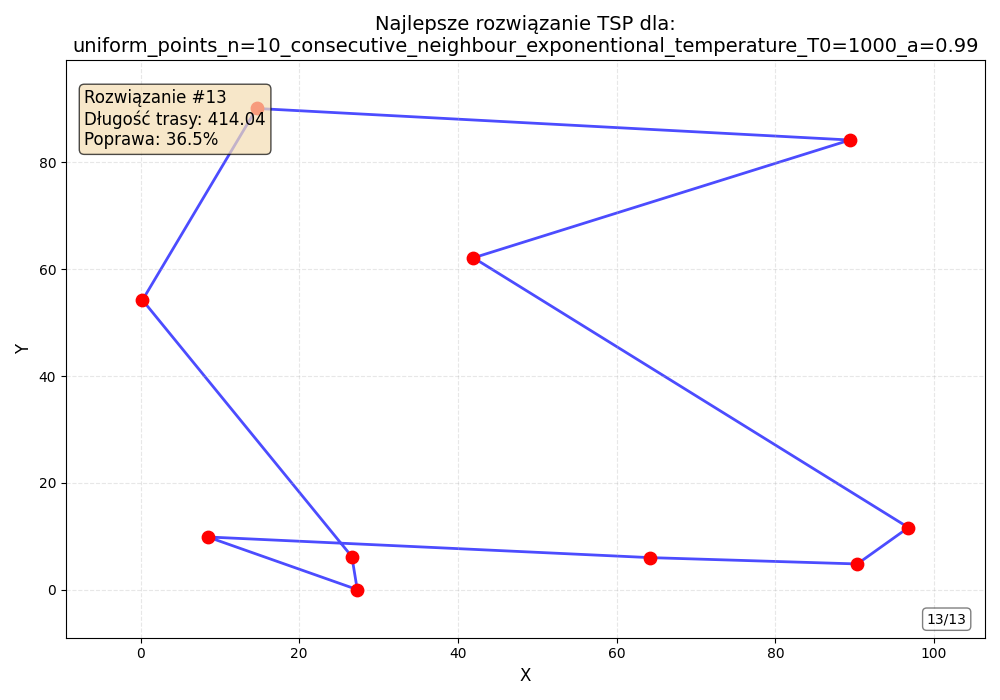 Najlepsze rozwiązanie TSP dla:
uniform_points_n=10_consecutive_neighbour_exponentional_temperature_T0=1000_a=0.99
Rozwiązanie #13
Długość trasy: 414.04
Poprawa: 36.5%
Y
80
60
40
20
0
13/13
0 20 40 60 80 100
X